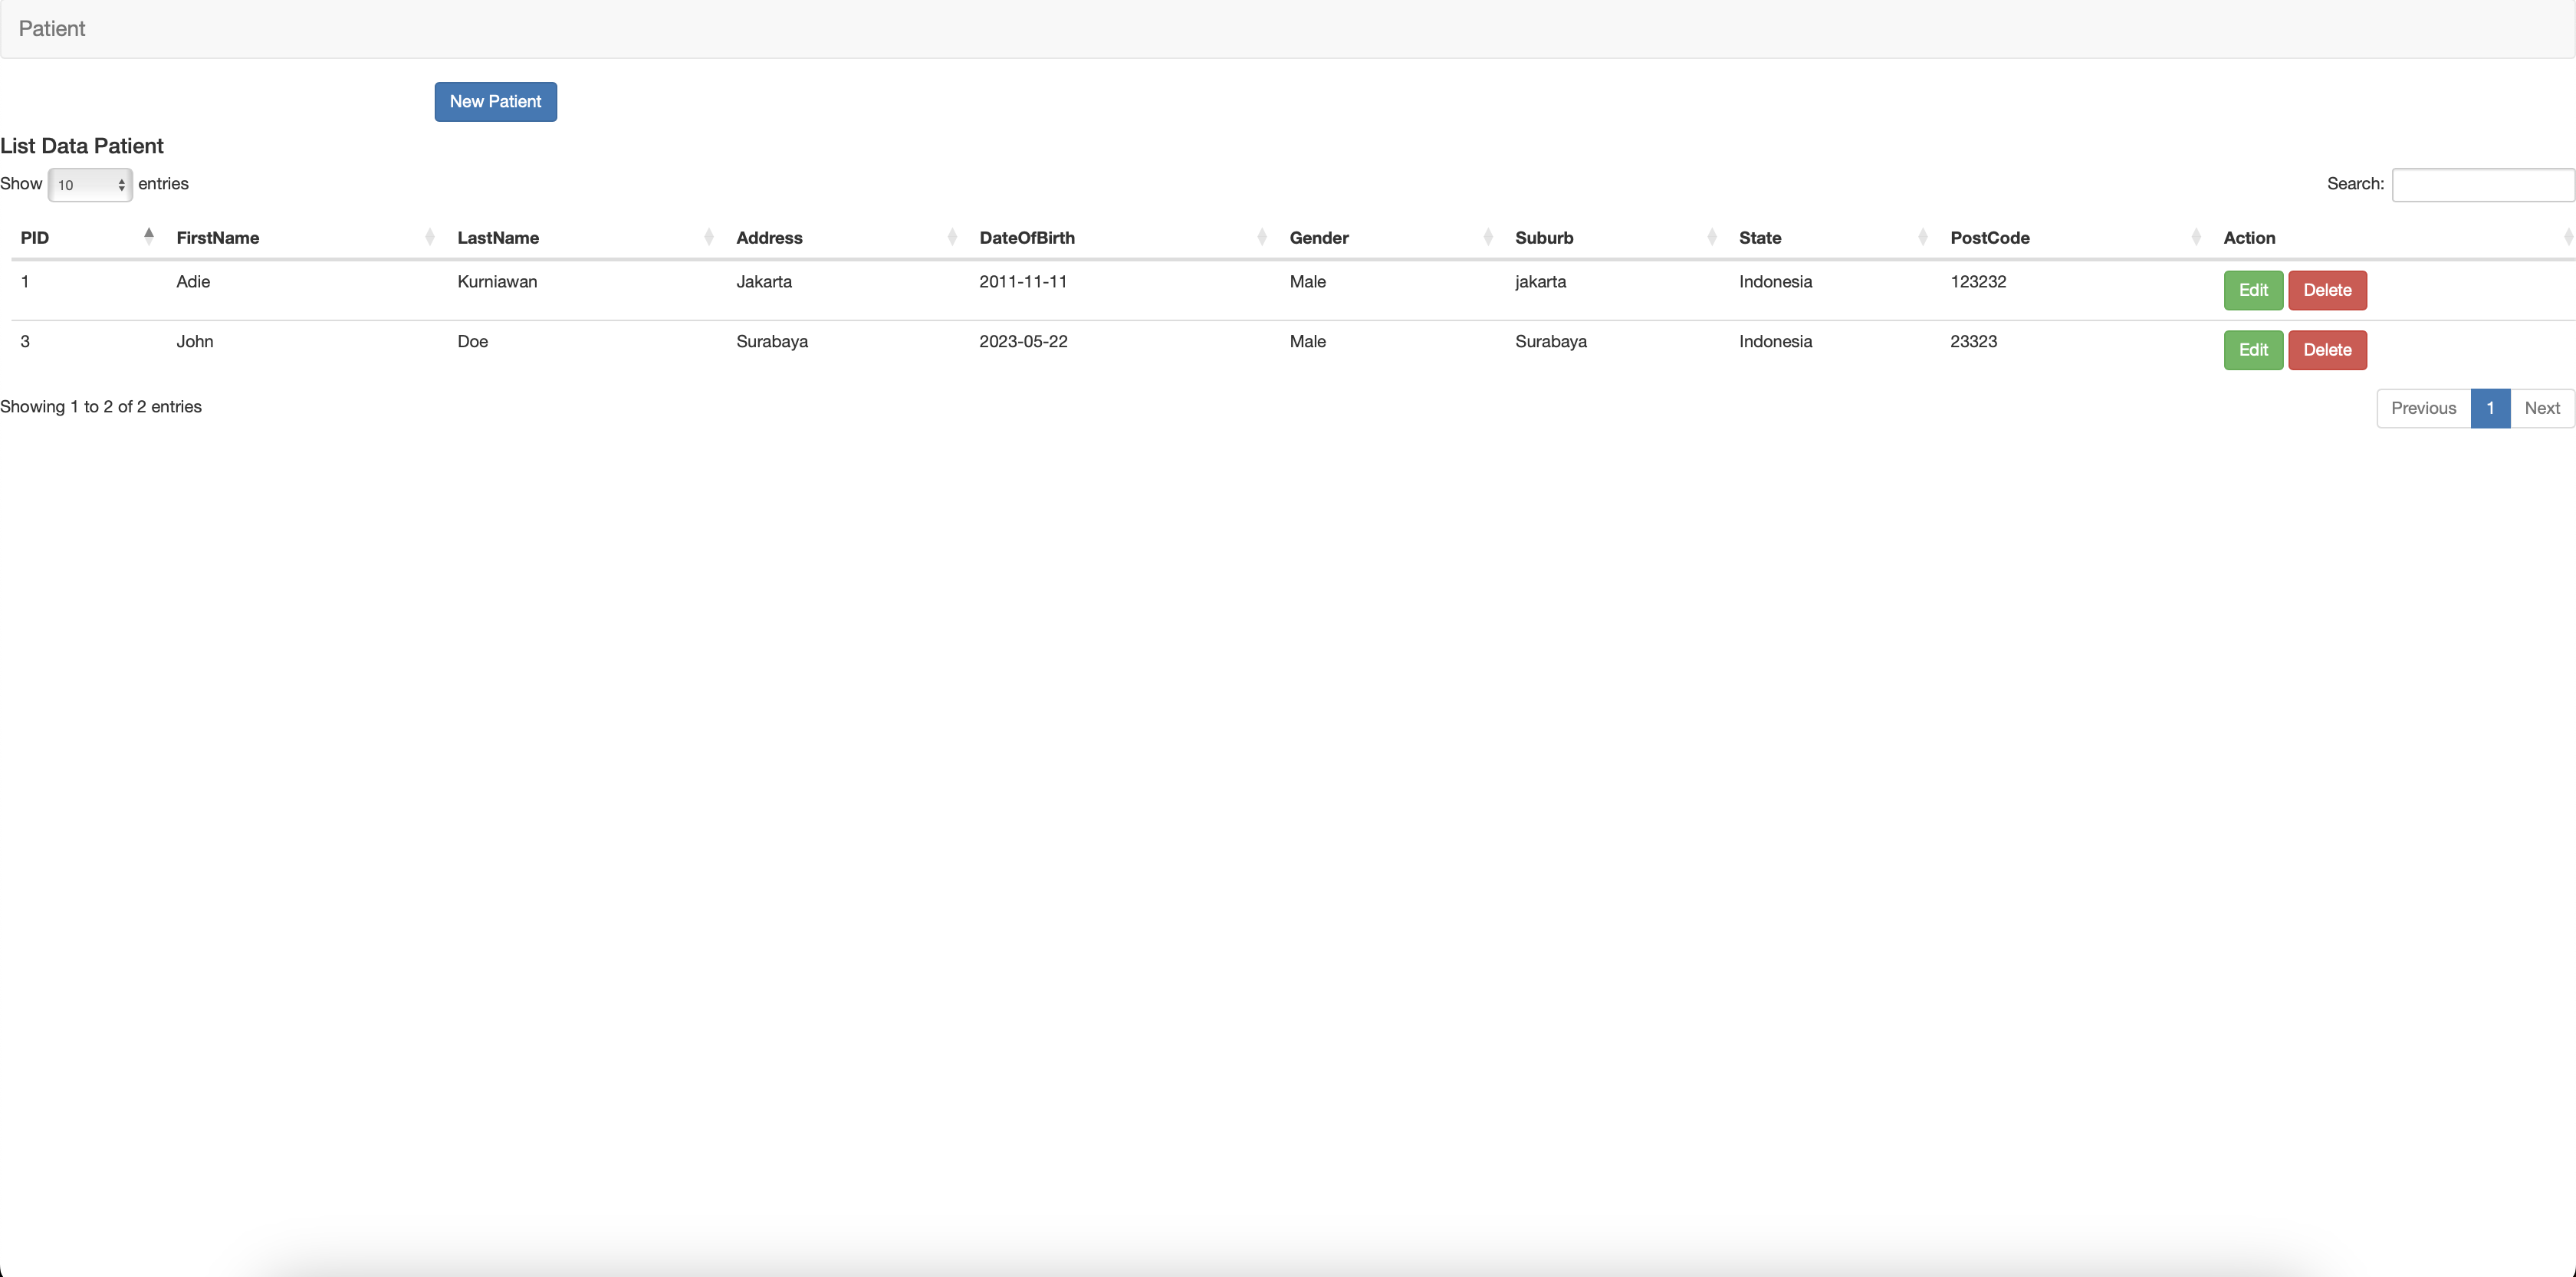 Patient
New Patient
List Data Patient
Show 10 entries
Search:
PID FirstName LastName Address DateOfBirth Gender Suburb State PostCode Action
1 Adie Kurniawan Jakarta 2011-11-11 Male jakarta Indonesia 123232 Edit Delete
3 John Doe Surabaya 2023-05-22 Male Surabaya Indonesia 23323 Edit Delete
Showing 1 to 2 of 2 entries
Previous 1 Next